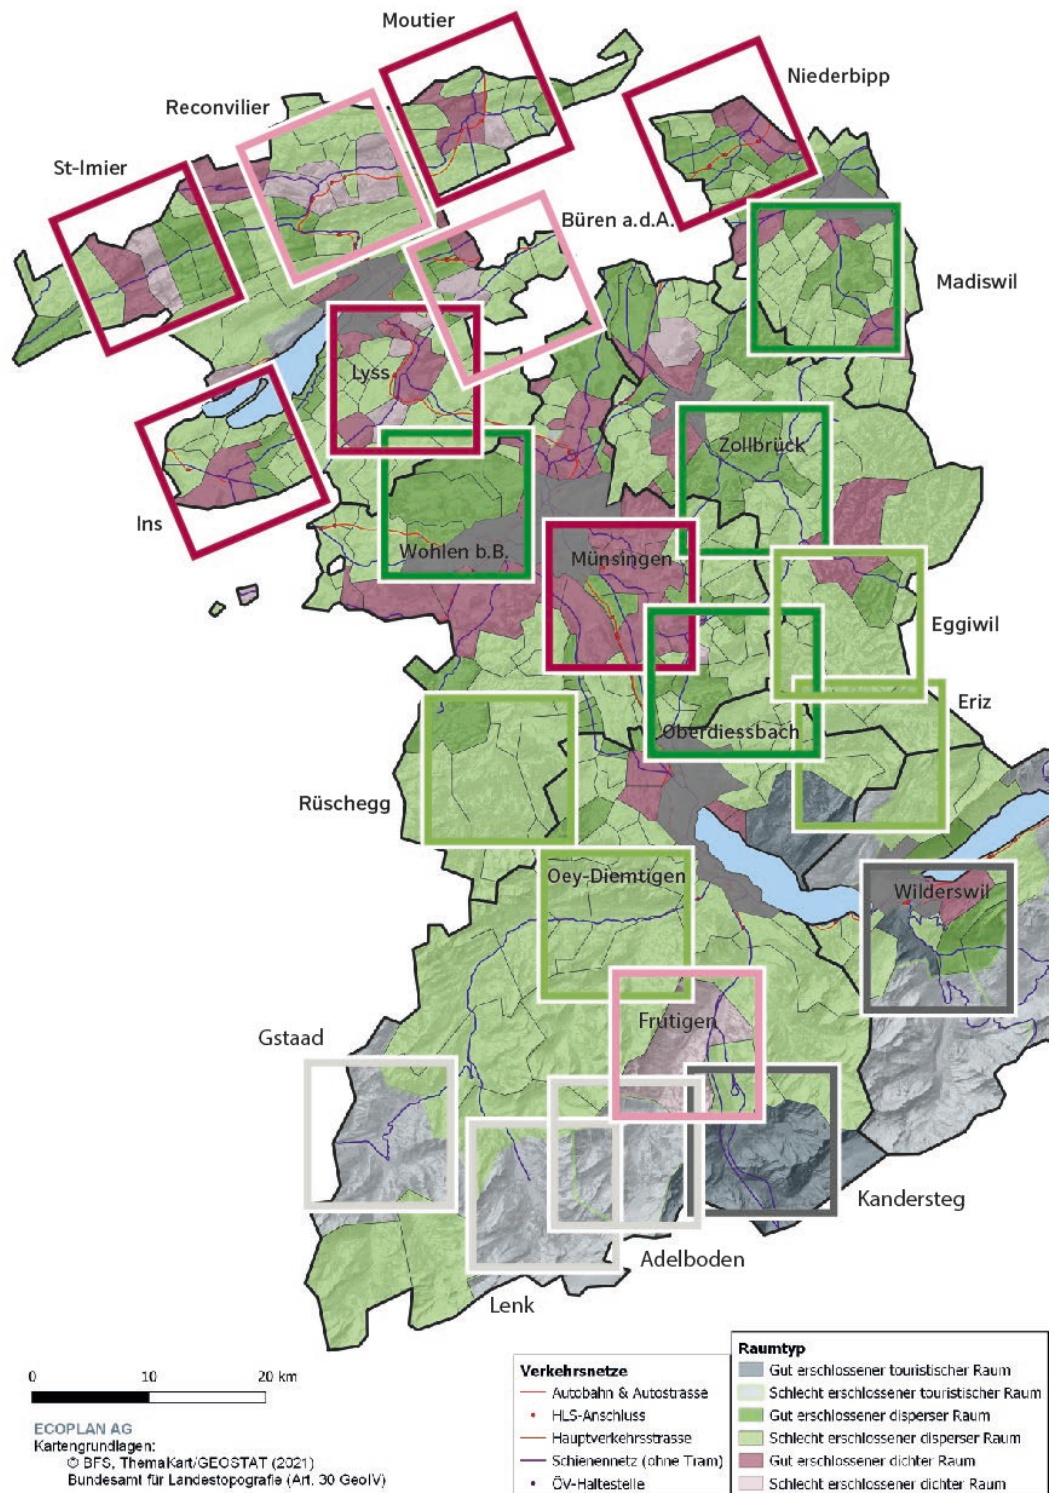 Moutier
Niederbipp
Reconvilier
St-Imier
Büren a.d.A.
Madiswil
Lyss
Zollbrück
Ins
Wohlen b.B.
Münsingen
Eggiwil
Eriz
Oberdiessbach
Rüschegg
Oey-Diemtigen
Wilderswil
Frutigen
Gstaad
Kandersteg
Adelboden
Lenk
0 10 20 km
ECOPLAN AG
Kartengrundlagen:
© BFS, ThemaKart/GEOSTAT (2021)
Bundesamt für Landestopografie (Art. 30 GeoIV)
Verkehrsnetze
Autobahn & Autostrasse
HLS-Anschluss
Hauptverkehrsstrasse
Schienennetz (ohne Tram)
ÖV-Haltestelle
Raumtyp
Gut erschlossener touristischer Raum
Schlecht erschlossener touristischer Raum
Gut erschlossener disperser Raum
Schlecht erschlossener disperser Raum
Gut erschlossener dichter Raum
Schlecht erschlossener dichter Raum